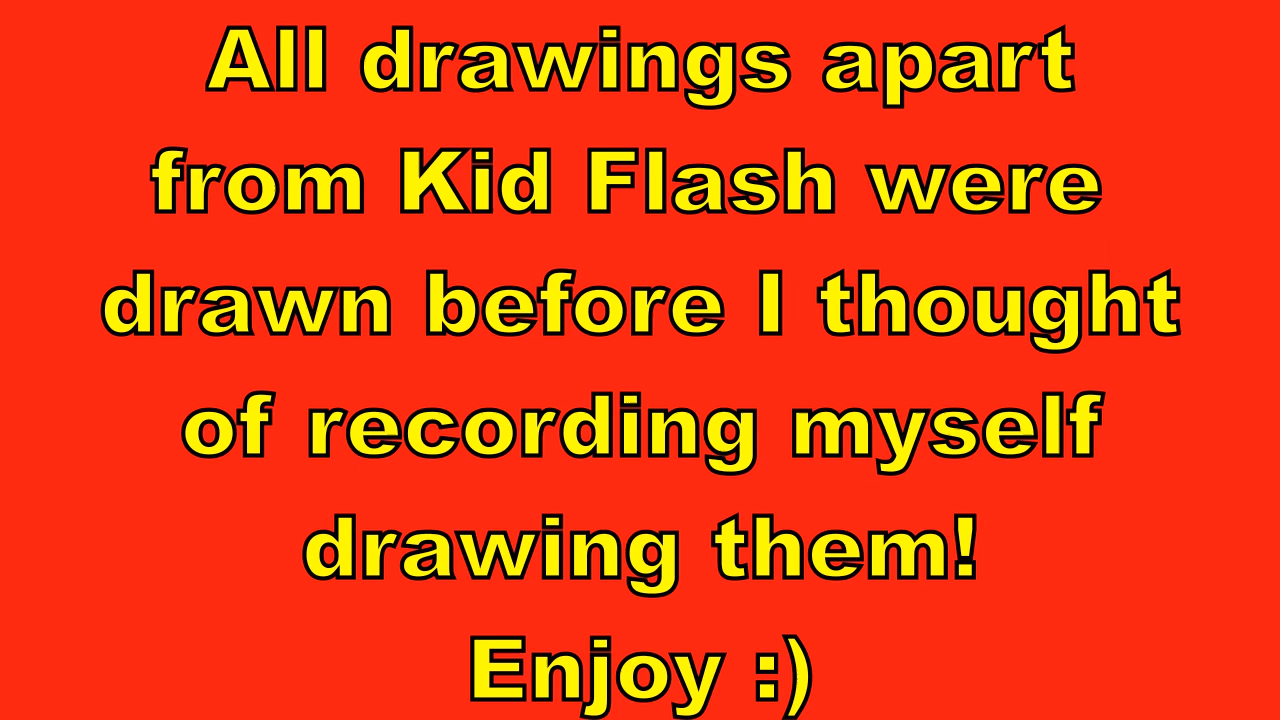 All drawings apart
from Kid Flash were
drawn before I thought
of recording myself
drawing them!
Enjoy :)